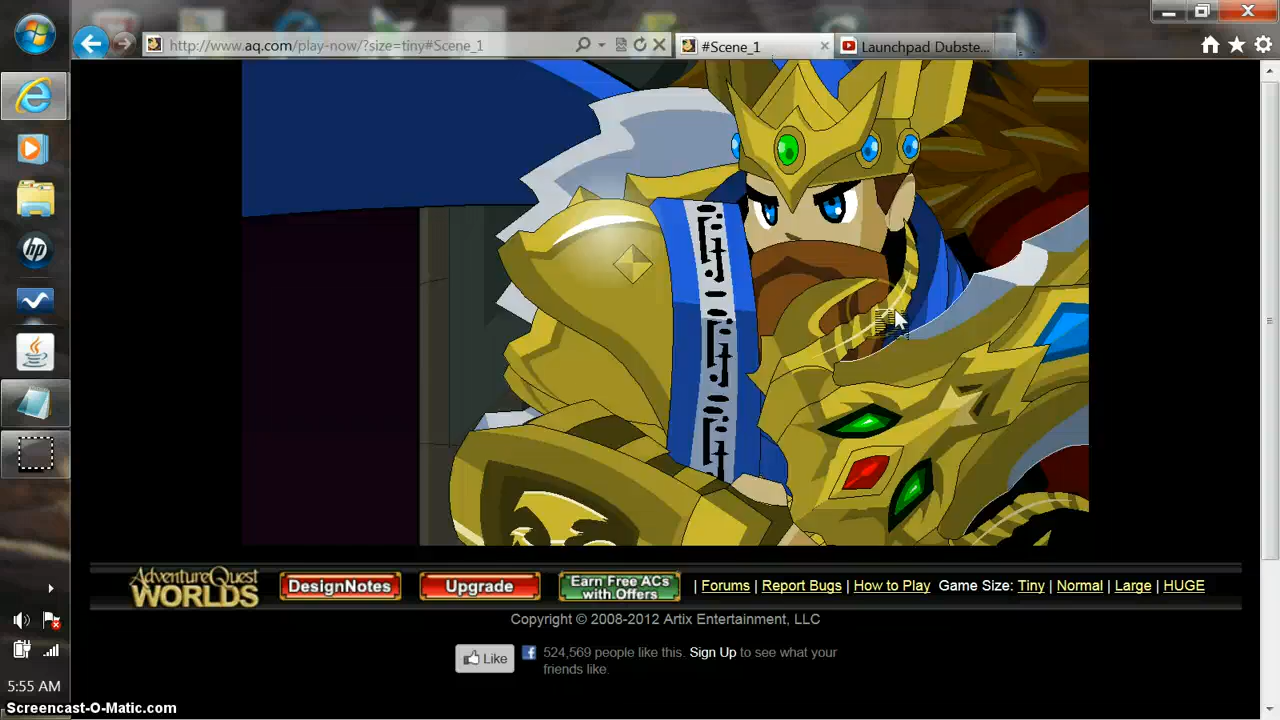 http://www.aq.com/play-now/?size=tiny#Scene_1
#Scene_1
Launchpad Dubste...
AdventureQuest
WORLDS
DesignNotes
Upgrade
Earn Free ACs
with Offers
| Forums | Report Bugs | How to Play Game Size: Tiny | Normal | Large | HUGE
Copyright © 2008-2012 Artix Entertainment, LLC
Like
524,569 people like this. Sign Up to see what your
friends like.
hp
5:55 AM
Screencast-O-Matic.com